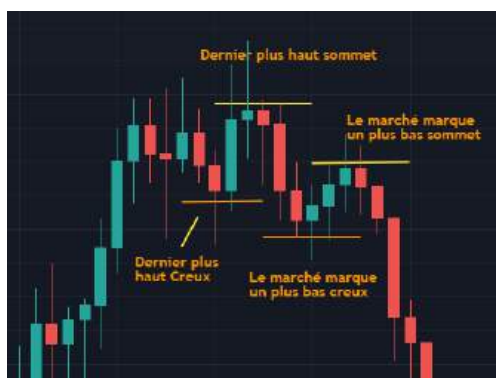 Dernier plus haut sommet
Le marché marque
un plus bas sommet
Dernier plus
haut Creux
Le marché marque
un plus bas creux